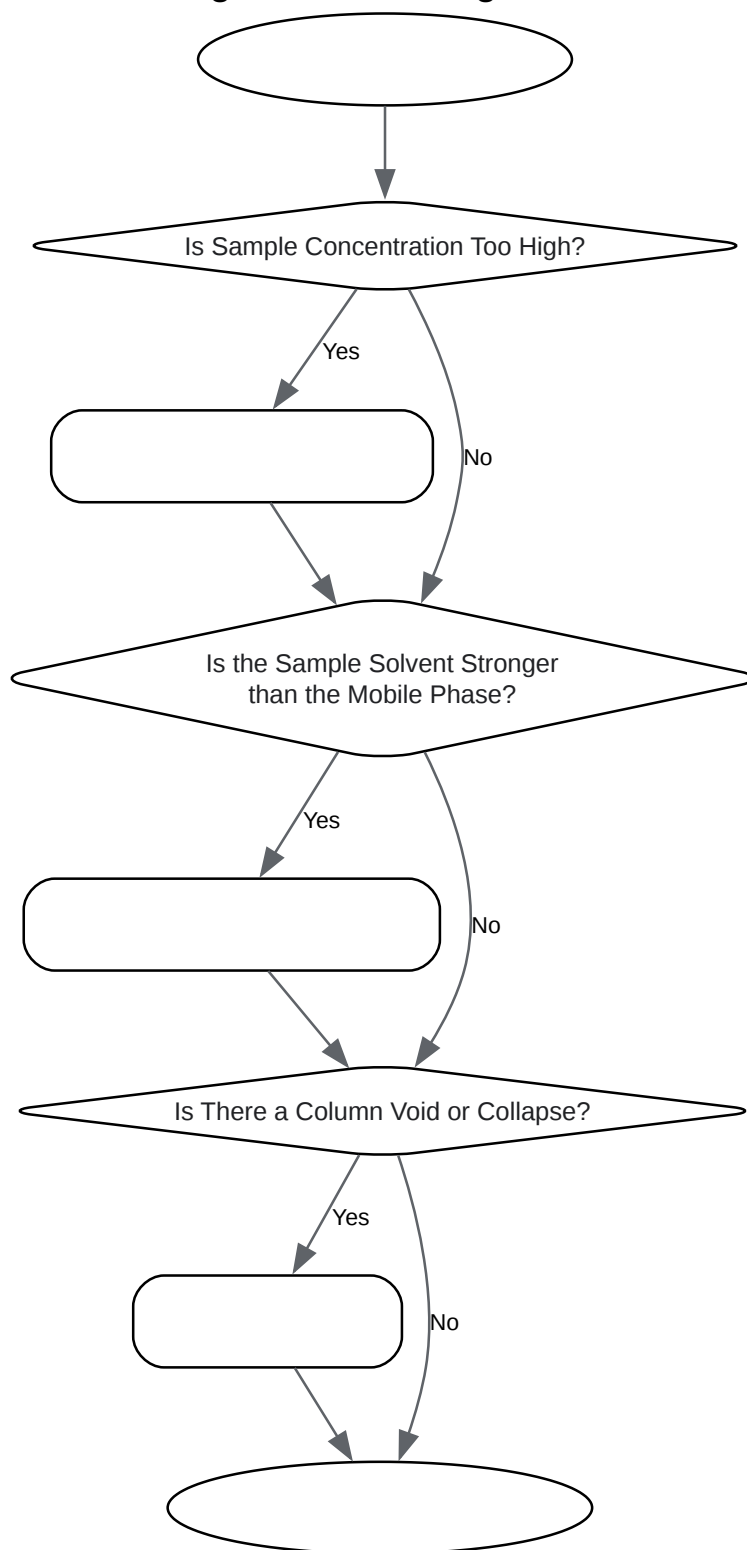 Is Sample Concentration Too High?
Yes
No
Is the Sample Solvent Stronger
than the Mobile Phase?
Yes
No
Is There a Column Void or Collapse?
Yes
No